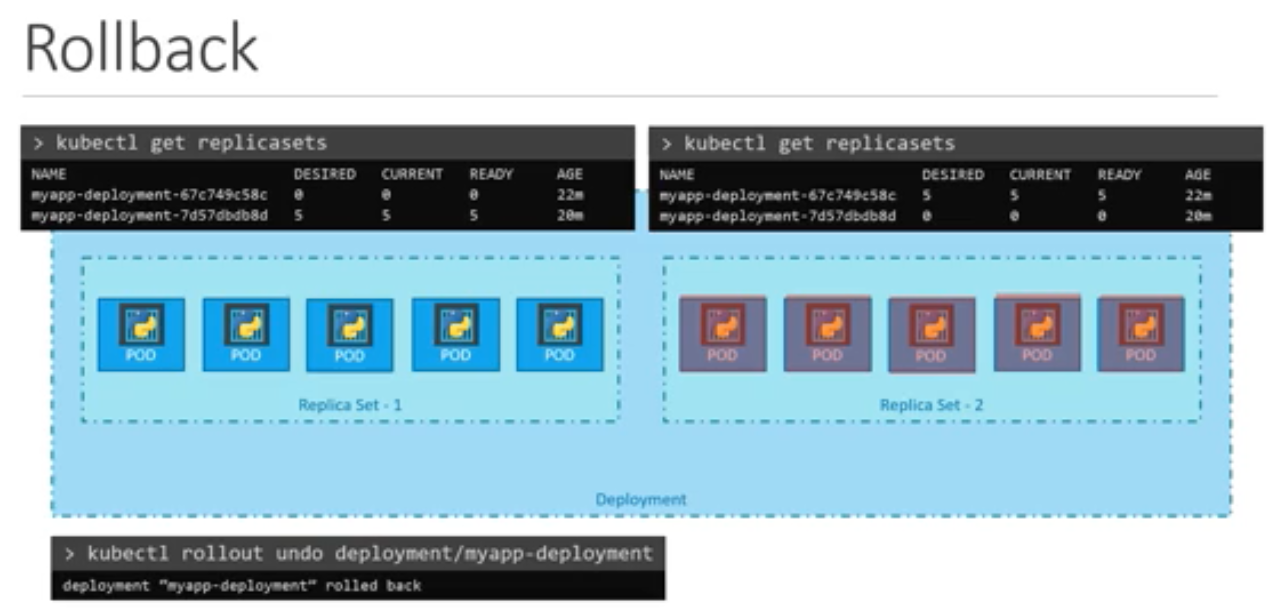 Rollback
> kubectl get replicasets
NAME DESIRED CURRENT READY AGE
myapp-deployment-67c749c58c 0 0 0 22m
myapp-deployment-7d57dbdb8d 5 5 5 20m
> kubectl get replicasets
NAME DESIRED CURRENT READY AGE
myapp-deployment-67c749c58c 5 5 5 22m
myapp-deployment-7d57dbdb8d 0 0 0 20m
POD POD POD POD POD
Replica Set - 1
POD POD POD POD POD
Replica Set - 2
Deployment
> kubectl rollout undo deployment/myapp-deployment
deployment "myapp-deployment" rolled back